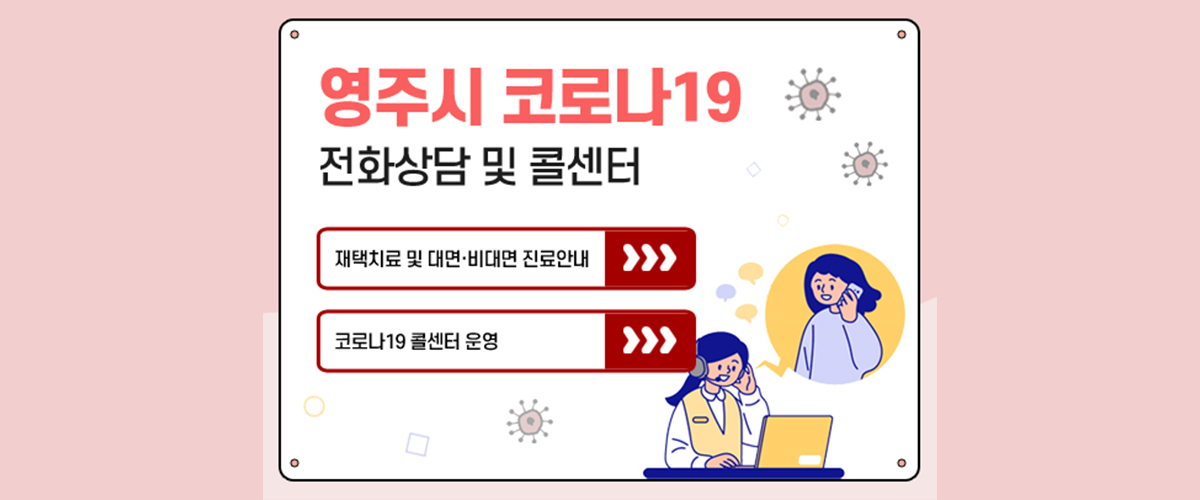 영주시 코로나19
전화상담 및 콜센터
재택치료 및 대면·비대면 진료안내
코로나19 콜센터 운영